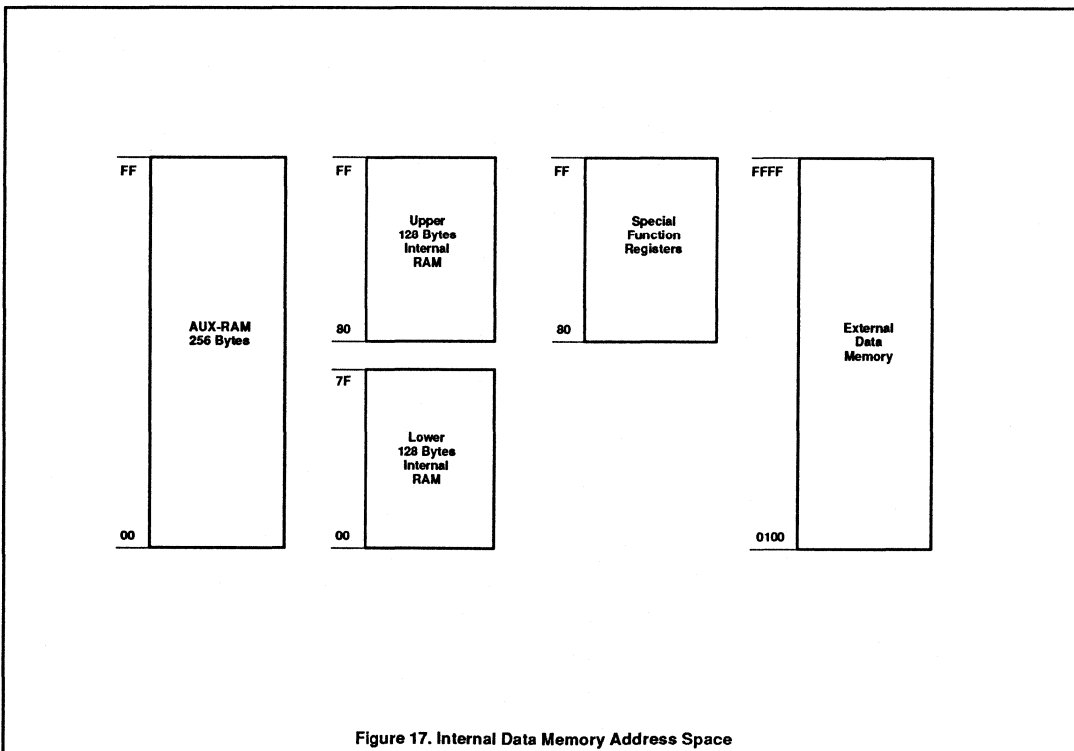 FF
AUX-RAM
256 Bytes
00
FF
Upper
128 Bytes
Internal
RAM
80
7F
Lower
128 Bytes
Internal
RAM
00
FF
Special
Function
Registers
80
FFFF
External
Data
Memory
0100
Figure 17. Internal Data Memory Address Space